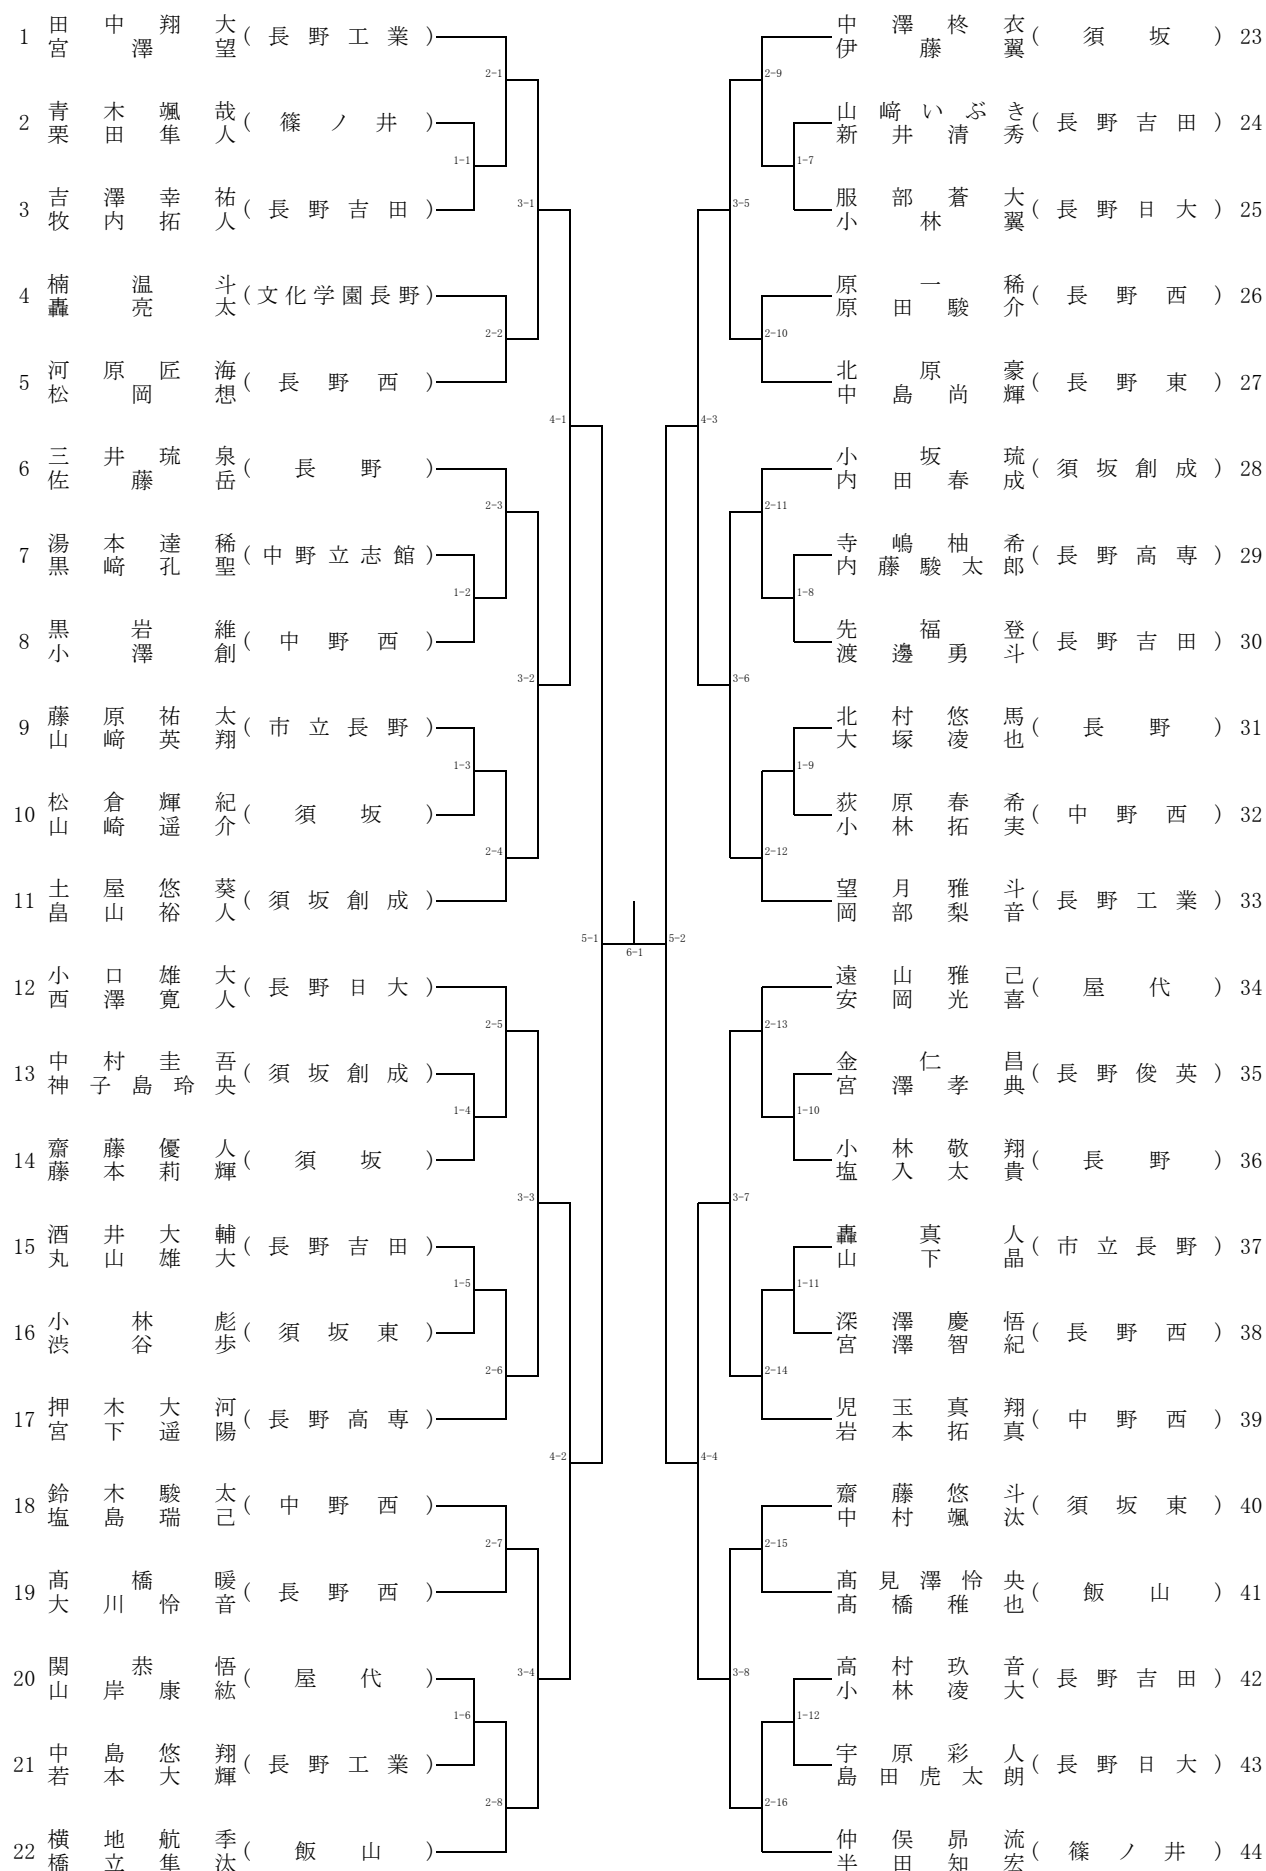 1 田中翔大 (長野工業)
宮澤望
2 青木颯哉 (篠ノ井)
栗田隼人
3 吉澤幸祐 (長野吉田)
牧内拓人
4 楠温斗 (文化学園長野)
轟亮太
5 河原匠海 (長野西)
松岡想
6 三井琉泉 (長野)
佐藤岳
7 湯本達稀 (中野立志館)
黒﨑孔聖
8 黒岩維 (中野西)
小澤創
9 藤原祐太 (市立長野)
山﨑英翔
10 松倉輝紀 (須坂)
山崎遥介
11 土屋悠葵 (須坂創成)
畠山裕人
12 小口雄大 (長野日大)
西澤寛人
13 中村圭吾 (須坂創成)
神子島玲央
14 齋藤優人 (須坂)
藤本莉輝
15 酒井大輔 (長野吉田)
丸山雄大
16 小林彪 (須坂東)
渋谷歩
17 押木大河 (長野高専)
宮下遥陽
18 鈴木駿太 (中野西)
塩島瑞己
19 髙橋暖 (長野西)
大川怜音
20 関恭悟 (屋代)
山岸康紘
21 中島悠翔 (長野工業)
若本大輝
22 横地航季 (飯山)
橋立隼汰
2-1
1-1
3-1
2-2
4-1
2-3
1-2
3-2
1-3
2-4
5-1
6-1
2-5
1-4
3-3
1-5
2-6
4-2
2-7
3-4
1-6
2-8
中澤柊衣 (須坂) 23
伊藤翼
山﨑いぶき (長野吉田) 24
新井清秀
服部蒼大 (長野日大) 25
小林翼
原一稀 (長野西) 26
原田駿介
北原豪 (長野東) 27
中島尚輝
小坂琉 (須坂創成) 28
内田春成
寺嶋柚希 (長野高専) 29
内藤駿太郎
先福登 (長野吉田) 30
渡邊勇斗
北村悠馬 (長野) 31
大塚凌也
荻原春希 (中野西) 32
小林拓実
望月雅斗 (長野工業) 33
岡部梨音
遠山雅己 (屋代) 34
安岡光喜
金仁昌 (長野俊英) 35
宮澤孝典
小林敬翔 (長野) 36
塩入太貴
轟真人 (市立長野) 37
山下晶
深澤慶悟 (長野西) 38
宮澤智紀
児玉真翔 (中野西) 39
岩本拓真
齋藤悠斗 (須坂東) 40
中村颯汰
髙見澤怜央 (飯山) 41
髙橋稚也
高村玖音 (長野吉田) 42
小林凌大
宇原彩人 (長野日大) 43
島田虎太朗
仲俣昴流 (篠ノ井) 44
半田知宏
2-9
1-7
3-5
2-10
4-3
2-11
1-8
3-6
1-9
2-12
5-2
2-13
1-10
3-7
1-11
2-14
4-4
2-15
3-8
1-12
2-16